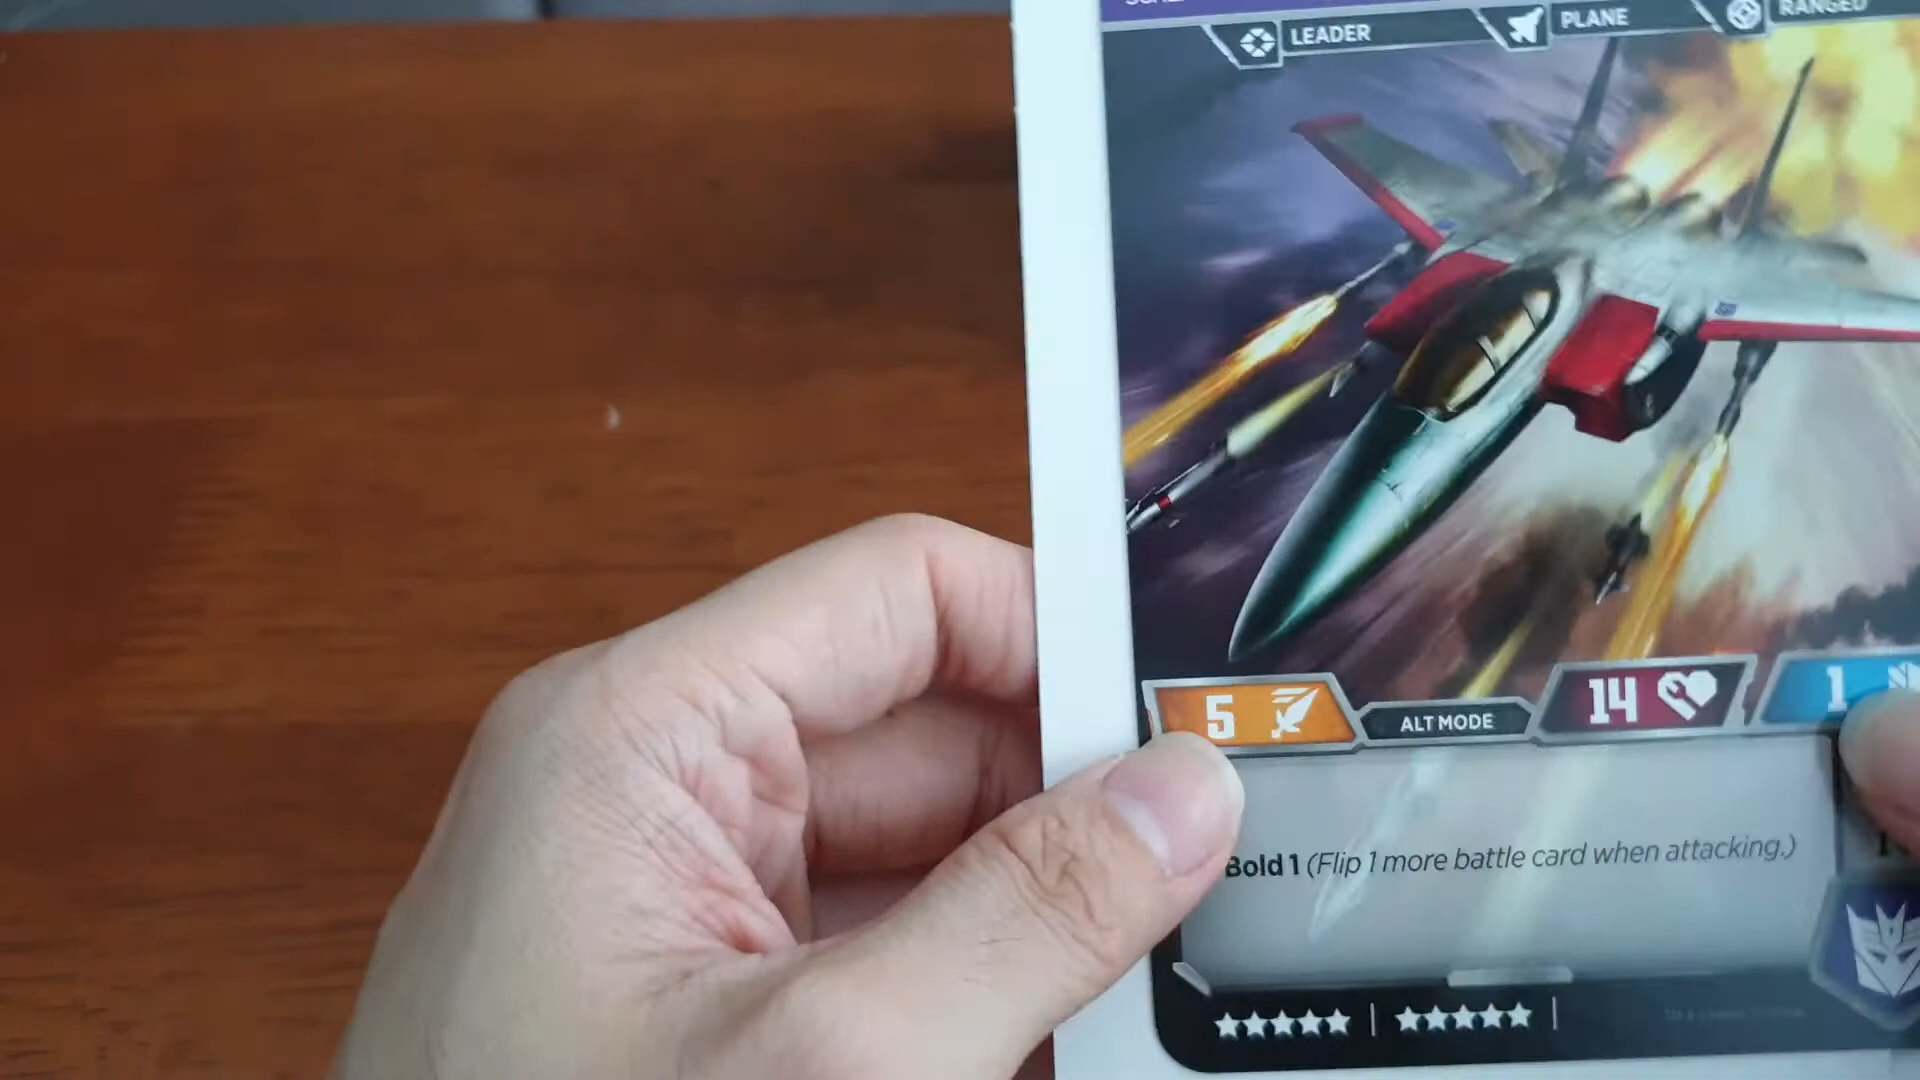 LEADER
PLANE
RANGED
5
ALT MODE
14
1
Bold 1 (Flip 1 more battle card when attacking.)